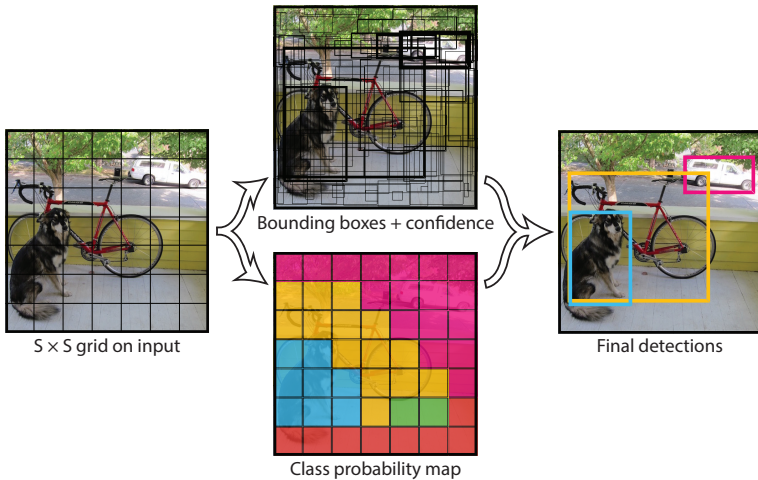 S × S grid on input
Bounding boxes + confidence
Class probability map
Final detections